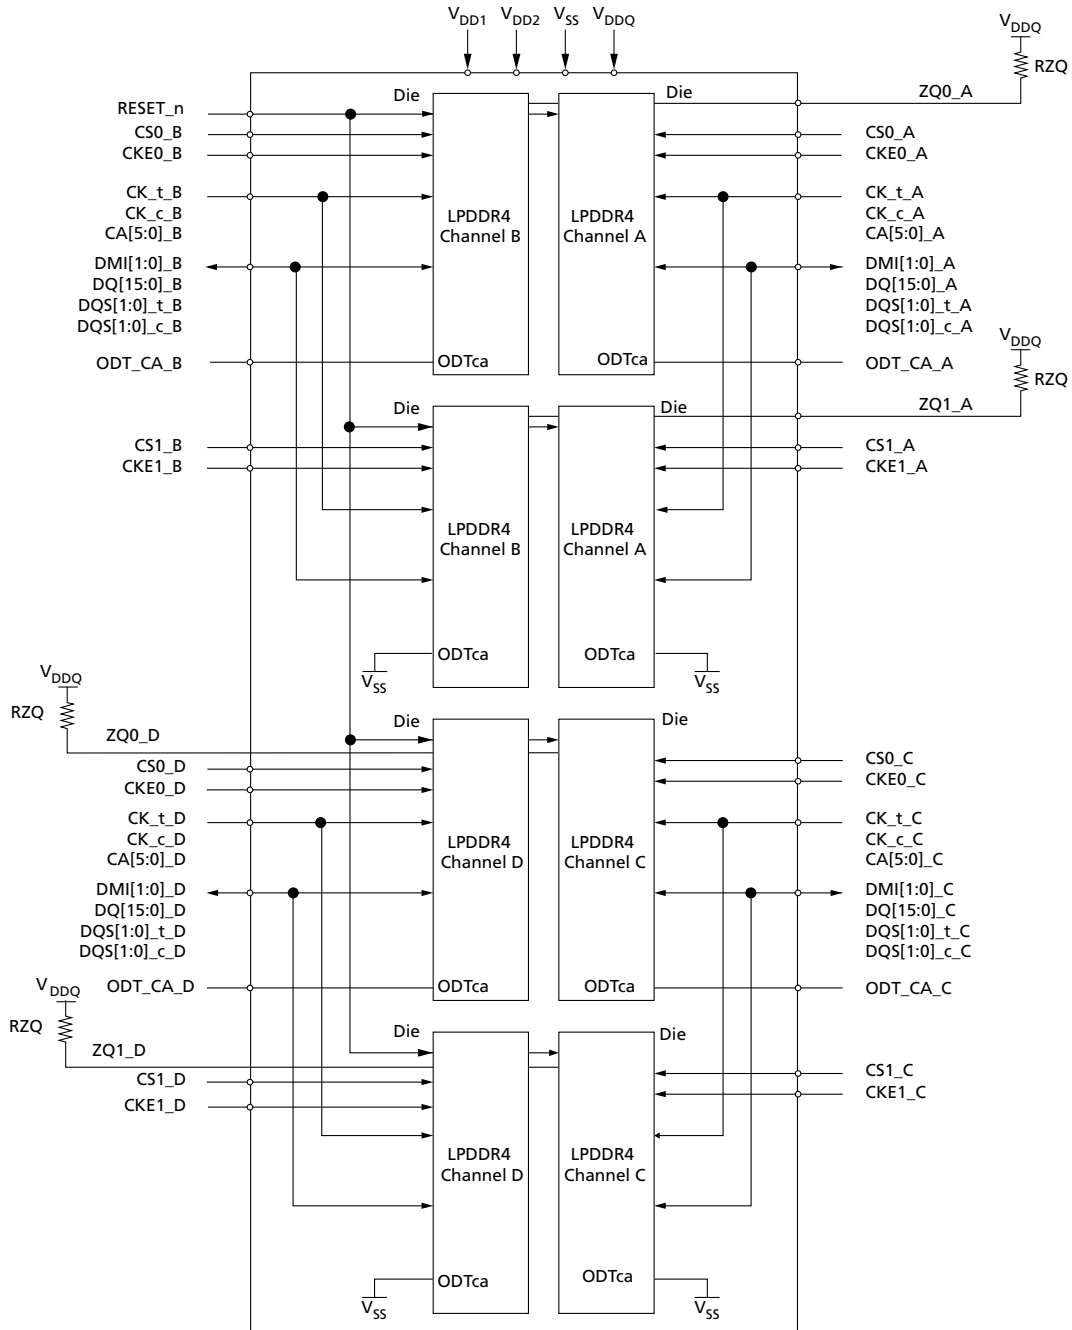 VDD1 VDD2 VSS VDDQ
VDDQ
RZQ
ZQ0_A
Die
Die
RESET_n
CS0_B
CKE0_B
CK_t_B
CK_c_B
CA[5:0]_B
DMI[1:0]_B
DQ[15:0]_B
DQS[1:0]_t_B
DQS[1:0]_c_B
ODT_CA_B
LPDDR4
Channel B
ODTca
LPDDR4
Channel A
ODTca
CS0_A
CKE0_A
CK_t_A
CK_c_A
CA[5:0]_A
DMI[1:0]_A
DQ[15:0]_A
DQS[1:0]_t_A
DQS[1:0]_c_A
ODT_CA_A
VDDQ
RZQ
ZQ1_A
Die
Die
CS1_B
CKE1_B
LPDDR4
Channel B
ODTca
VSS
LPDDR4
Channel A
ODTca
VSS
CS1_A
CKE1_A
VDDQ
RZQ
ZQ0_D
Die
Die
CS0_D
CKE0_D
CK_t_D
CK_c_D
CA[5:0]_D
DMI[1:0]_D
DQ[15:0]_D
DQS[1:0]_t_D
DQS[1:0]_c_D
ODT_CA_D
LPDDR4
Channel D
ODTca
LPDDR4
Channel C
ODTca
CS0_C
CKE0_C
CK_t_C
CK_c_C
CA[5:0]_C
DMI[1:0]_C
DQ[15:0]_C
DQS[1:0]_t_C
DQS[1:0]_c_C
ODT_CA_C
VDDQ
RZQ
ZQ1_D
Die
Die
CS1_D
CKE1_D
LPDDR4
Channel D
ODTca
VSS
LPDDR4
Channel C
ODTca
VSS
CS1_C
CKE1_C